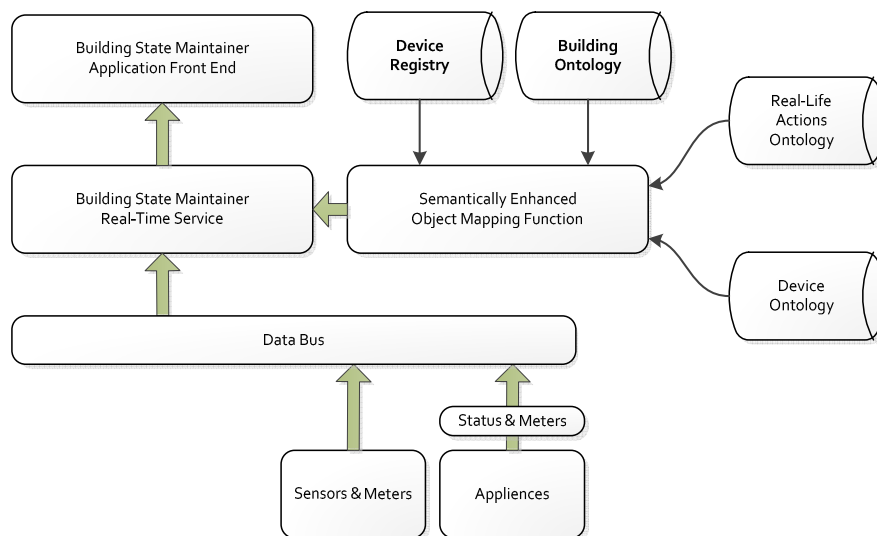 Building State Maintainer
Application Front End
Device
Registry
Building
Ontology
Real-Life
Actions
Ontology
Building State Maintainer
Real-Time Service
Semantically Enhanced
Object Mapping Function
Device
Ontology
Data Bus
Status & Meters
Sensors & Meters
Appliences